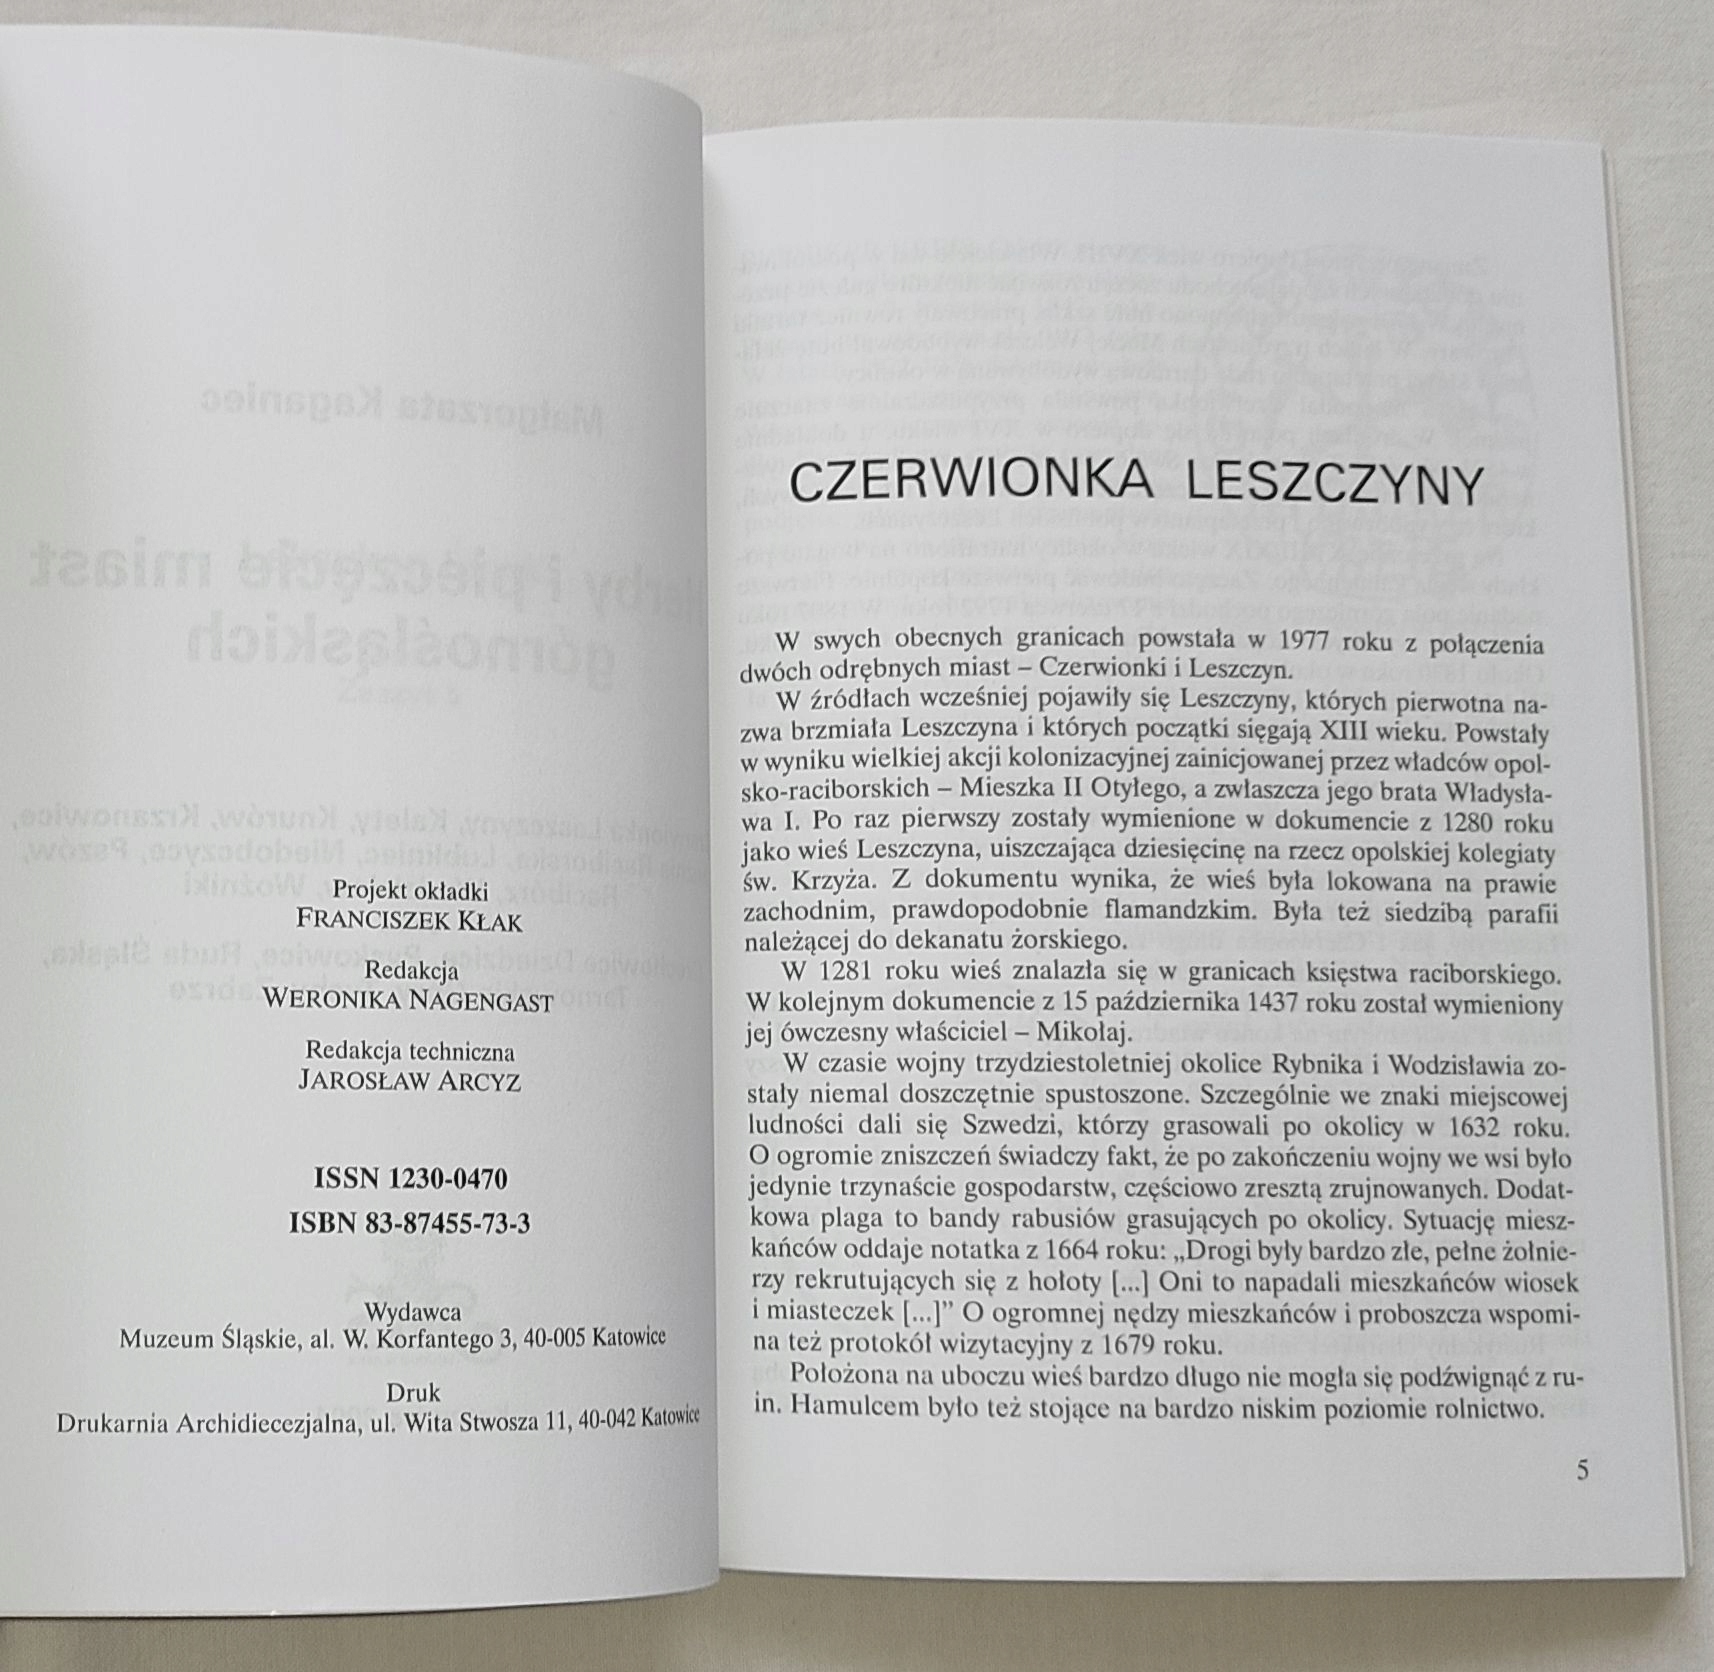 Projekt okładki
FRANCISZEK KŁAK
Redakcja
WERONIKA NAGENGAST
Redakcja techniczna
JAROSŁAW ARCYZ
ISSN 1230-0470
ISBN 83-87455-73-3
Wydawca
Muzeum Śląskie, al. W. Korfantego 3, 40-005 Katowice
Druk
Drukarnia Archidiecezjalna, ul. Wita Stwosza 11, 40-042 Katowice
CZERWIONKA LESZCZYNY
W swych obecnych granicach powstała w 1977 roku z połączenia
dwóch odrębnych miast – Czerwionki i Leszczyn.
W źródłach wcześniej pojawiły się Leszczyny, których pierwotna na-
zwa brzmiała Leszczyna i których początki sięgają XIII wieku. Powstały
w wyniku wielkiej akcji kolonizacyjnej zainicjowanej przez władców opol-
sko-raciborskich – Mieszka II Otyłego, a zwłaszcza jego brata Władysła-
wa I. Po raz pierwszy zostały wymienione w dokumencie z 1280 roku
jako wieś Leszczyna, uiszczająca dziesięcinę na rzecz opolskiej kolegiaty
św. Krzyża. Z dokumentu wynika, że wieś była lokowana na prawie
zachodnim, prawdopodobnie flamandzkim. Była też siedzibą parafii
należącej do dekanatu żorskiego.
W 1281 roku wieś znalazła się w granicach księstwa raciborskiego.
W kolejnym dokumencie z 15 października 1437 roku został wymieniony
jej ówczesny właściciel – Mikołaj.
W czasie wojny trzydziestoletniej okolice Rybnika i Wodzisławia zo-
stały niemal doszczętnie spustoszone. Szczególnie we znaki miejscowej
ludności dali się Szwedzi, którzy grasowali po okolicy w 1632 roku.
O ogromie zniszczeń świadczy fakt, że po zakończeniu wojny we wsi było
jedynie trzynaście gospodarstw, częściowo zresztą zrujnowanych. Dodat-
kowa plaga to bandy rabusiów grasujących po okolicy. Sytuację miesz-
kańców oddaje notatka z 1664 roku: „Drogi były bardzo złe, pełne żołnie-
rzy rekrutujących się z hołoty [...] Oni to napadali mieszkańców wiosek
i miasteczek [...]” O ogromnej nędzy mieszkańców i proboszcza wspomi-
na też protokół wizytacyjny z 1679 roku.
Położona na uboczu wieś bardzo długo nie mogła się podźwignąć z ru-
in. Hamulcem było też stojące na bardzo niskim poziomie rolnictwo.
5